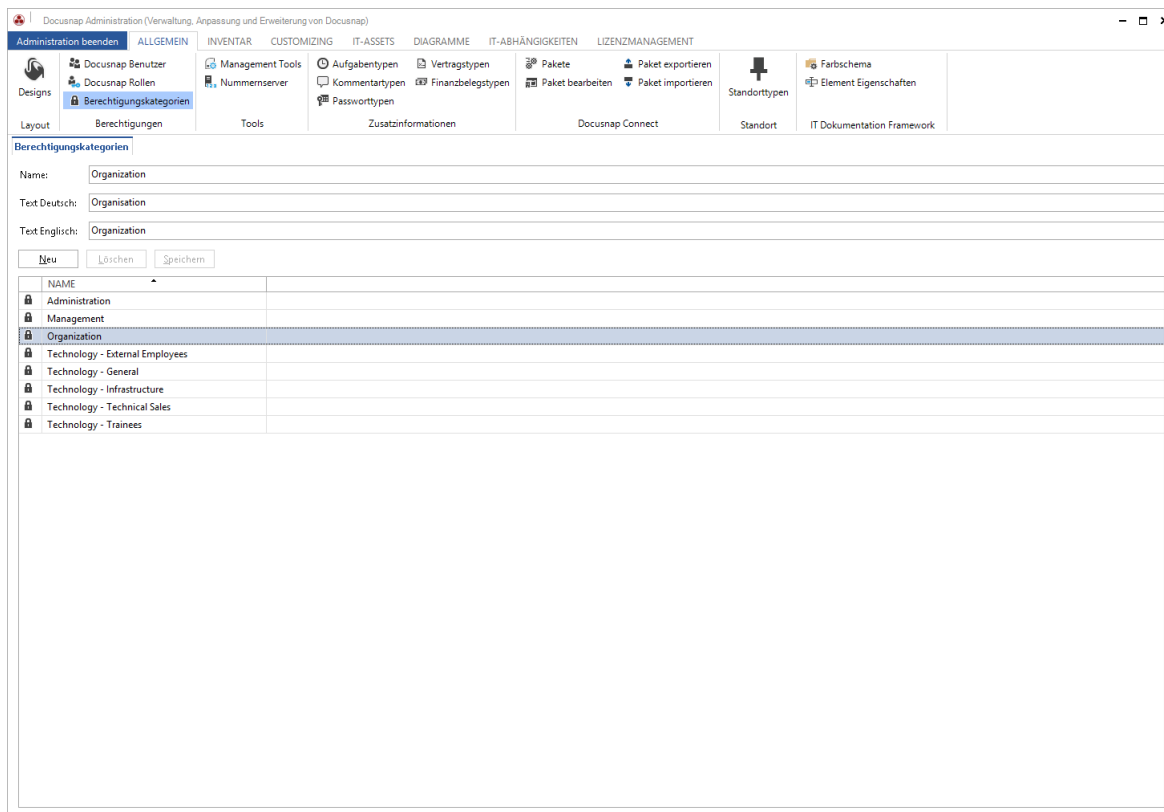 Docusnap Administration (Verwaltung, Anpassung und Erweiterung von Docusnap)
Administration beenden ALLGEMEIN INVENTAR CUSTOMIZING IT-ASSETS DIAGRAMME IT-ABHÄNGIGKEITEN LIZENZMANAGEMENT
Designs
Layout
Docusnap Benutzer
Docusnap Rollen
Berechtigungskategorien
Berechtigungen
Management Tools
Nummernserver
Tools
Aufgabentypen
Kommentartypen
Passworttypen
Vertragstypen
Finanzbelegstypen
Zusatzinformationen
Pakete
Paket bearbeiten
Paket exportieren
Paket importieren
Docusnap Connect
Standorttypen
Standort
Farbschema
Element Eigenschaften
IT Dokumentation Framework
Berechtigungskategorien
Name: Organization
Text Deutsch: Organisation
Text Englisch: Organization
Neu Löschen Speichern
NAME
Administration
Management
Organization
Technology - External Employees
Technology - General
Technology - Infrastructure
Technology - Technical Sales
Technology - Trainees